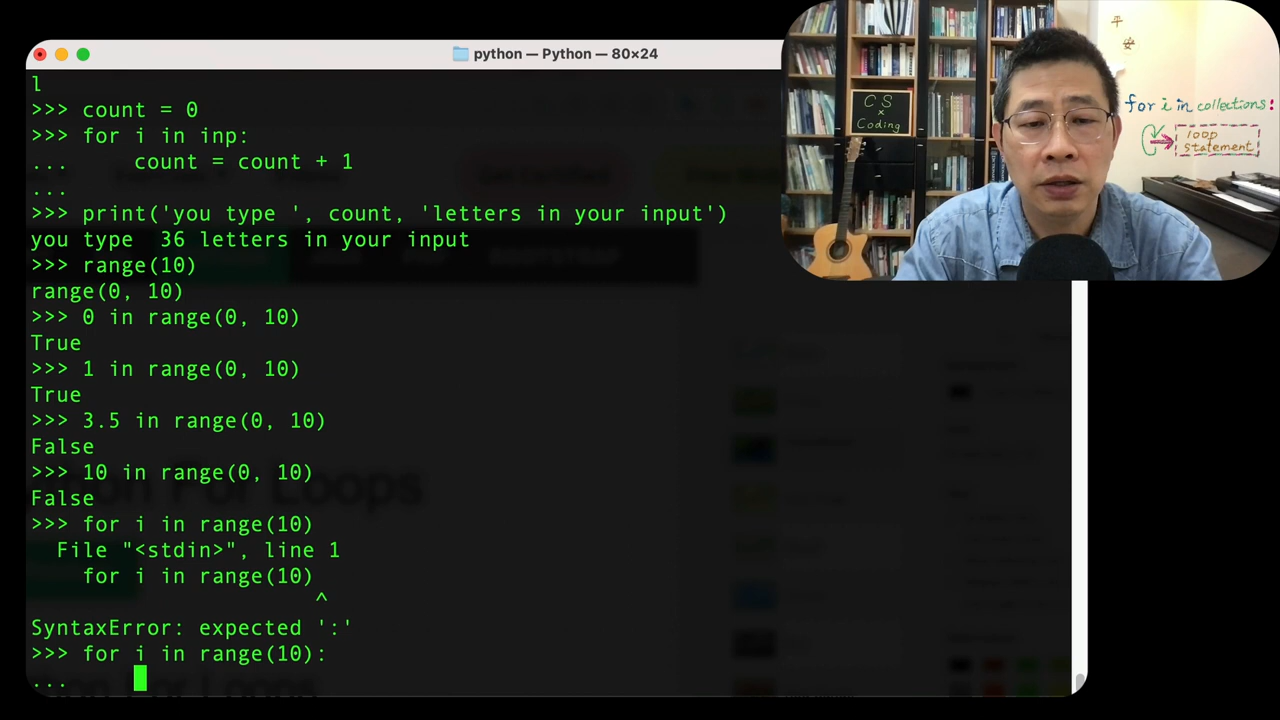 python — Python — 80×24
l
>>> count = 0
>>> for i in inp:
...     count = count + 1
...
>>> print('you type ', count, 'letters in your input')
you type  36 letters in your input
>>> range(10)
range(0, 10)
>>> 0 in range(0, 10)
True
>>> 1 in range(0, 10)
True
>>> 3.5 in range(0, 10)
False
>>> 10 in range(0, 10)
False
>>> for i in range(10)
  File "<stdin>", line 1
    for i in range(10)
                      ^
SyntaxError: expected ':'
>>> for i in range(10):
...
CS
×
Coding
平
安
for i in collections:
loop
statement